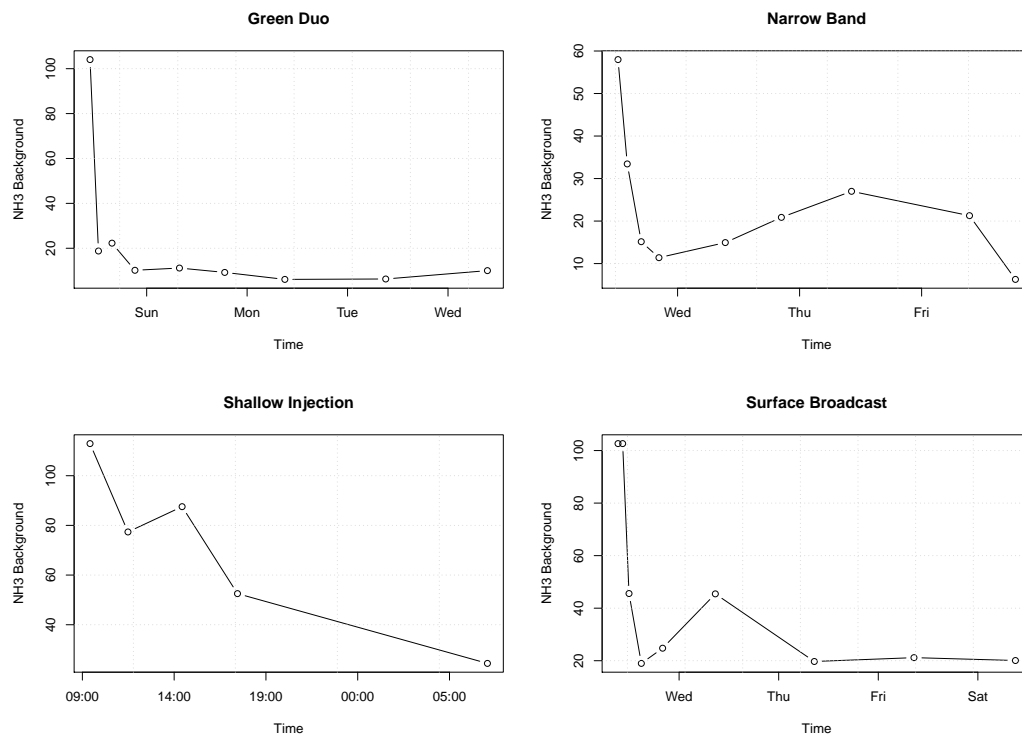 Green Duo
NH3 Background
20 40 60 80 100
Sun Mon Tue Wed
Time
Narrow Band
NH3 Background
10 20 30 40 50 60
Wed Thu Fri
Time
Shallow Injection
NH3 Background
40 60 80 100
09:00 14:00 19:00 00:00 05:00
Time
Surface Broadcast
NH3 Background
20 40 60 80 100
Wed Thu Fri Sat
Time